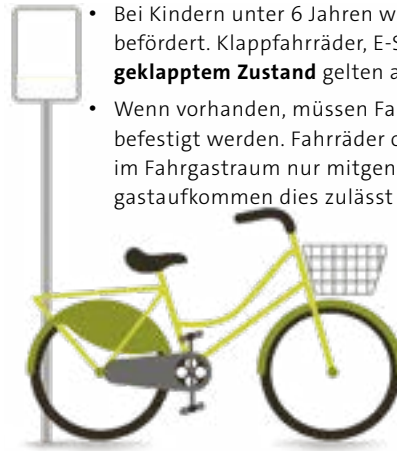 • Bei Kindern unter 6 Jahren w
befördert. Klappfahrräder, E-S
geklapptem Zustand gelten a
• Wenn vorhanden, müssen Fa
befestigt werden. Fahrräder d
im Fahrgastraum nur mitgen
gastaufkommen dies zulässt